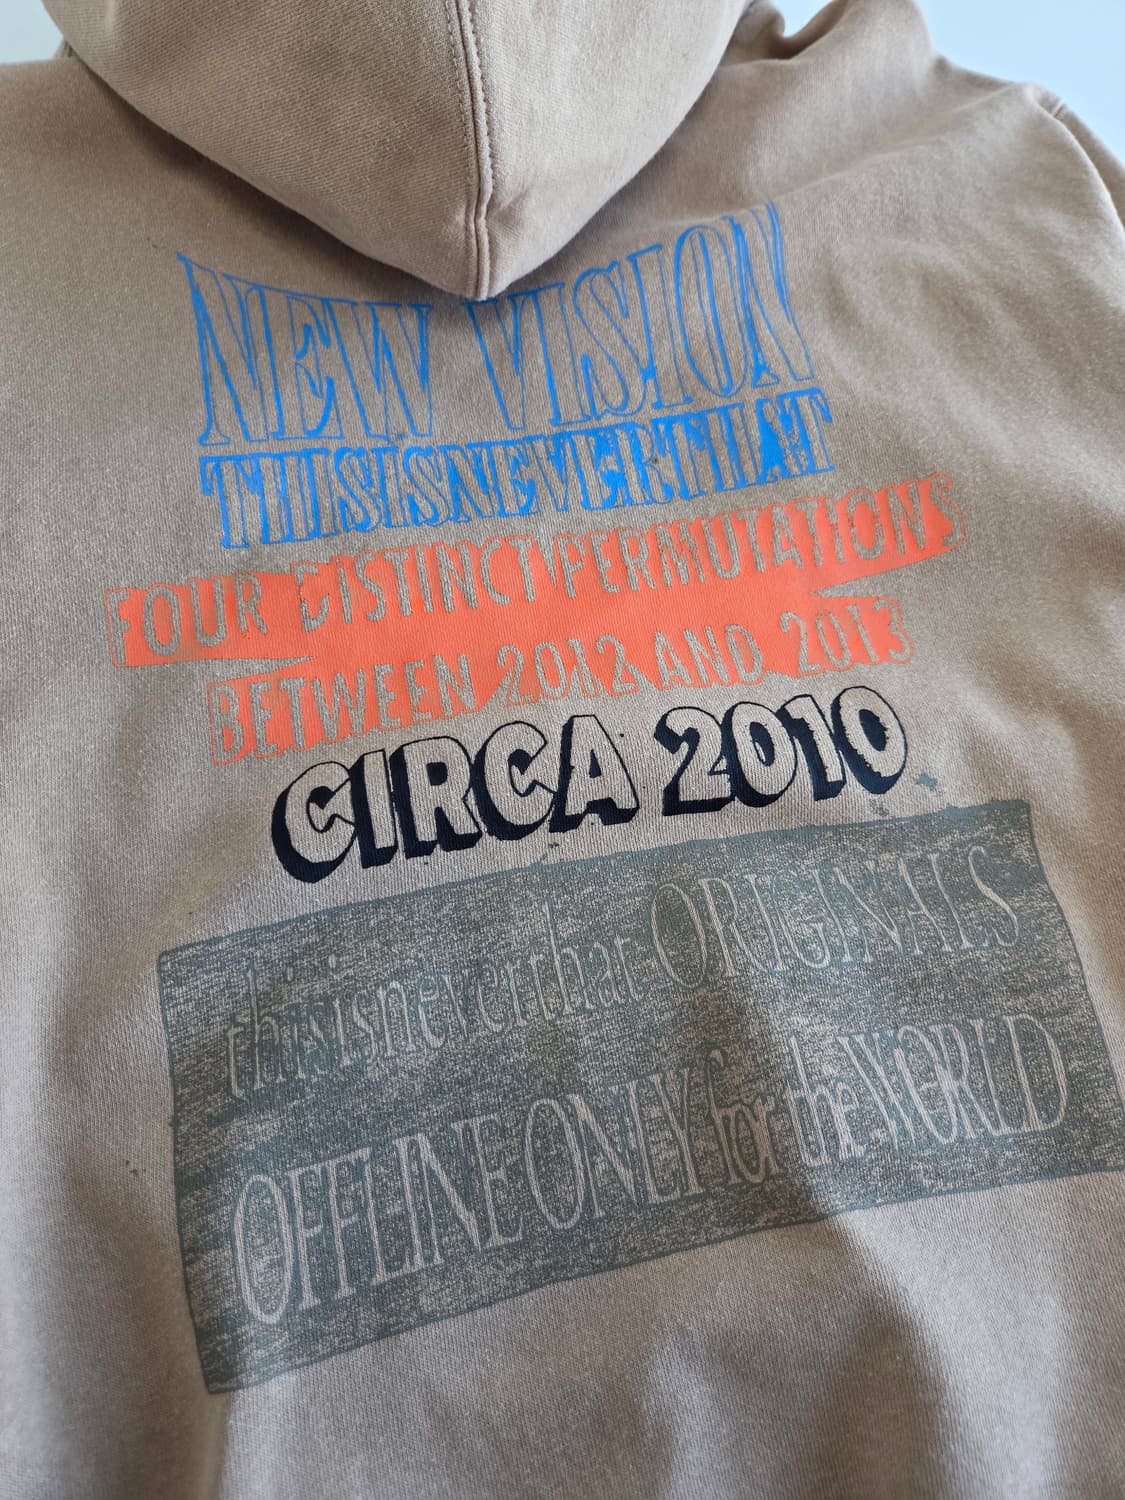 NEW VISION
THISISNEVERTHAT
FOUR DISTINCT PERMUTATIONS
BETWEEN 2012 AND 2013
CIRCA 2010
thisisneverthat ORIGINALS
OFFLINE ONLY for the WORLD